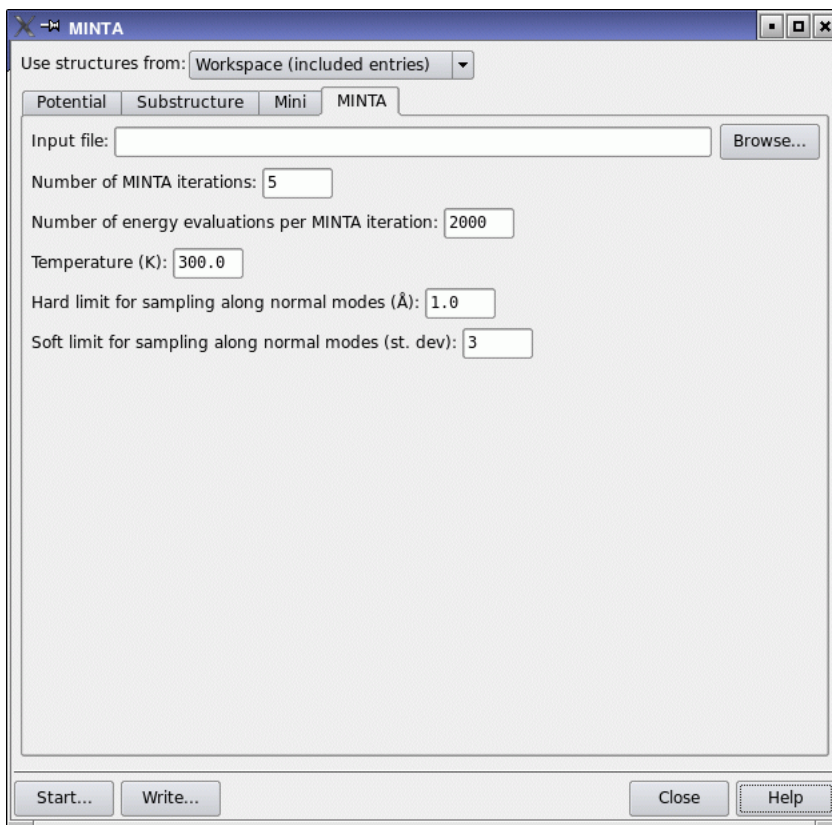 MINTA
Use structures from: Workspace (included entries)
Potential Substructure Mini MINTA
Input file: Browse...
Number of MINTA iterations: 5
Number of energy evaluations per MINTA iteration: 2000
Temperature (K): 300.0
Hard limit for sampling along normal modes (Å): 1.0
Soft limit for sampling along normal modes (st. dev): 3
Start... Write... Close Help